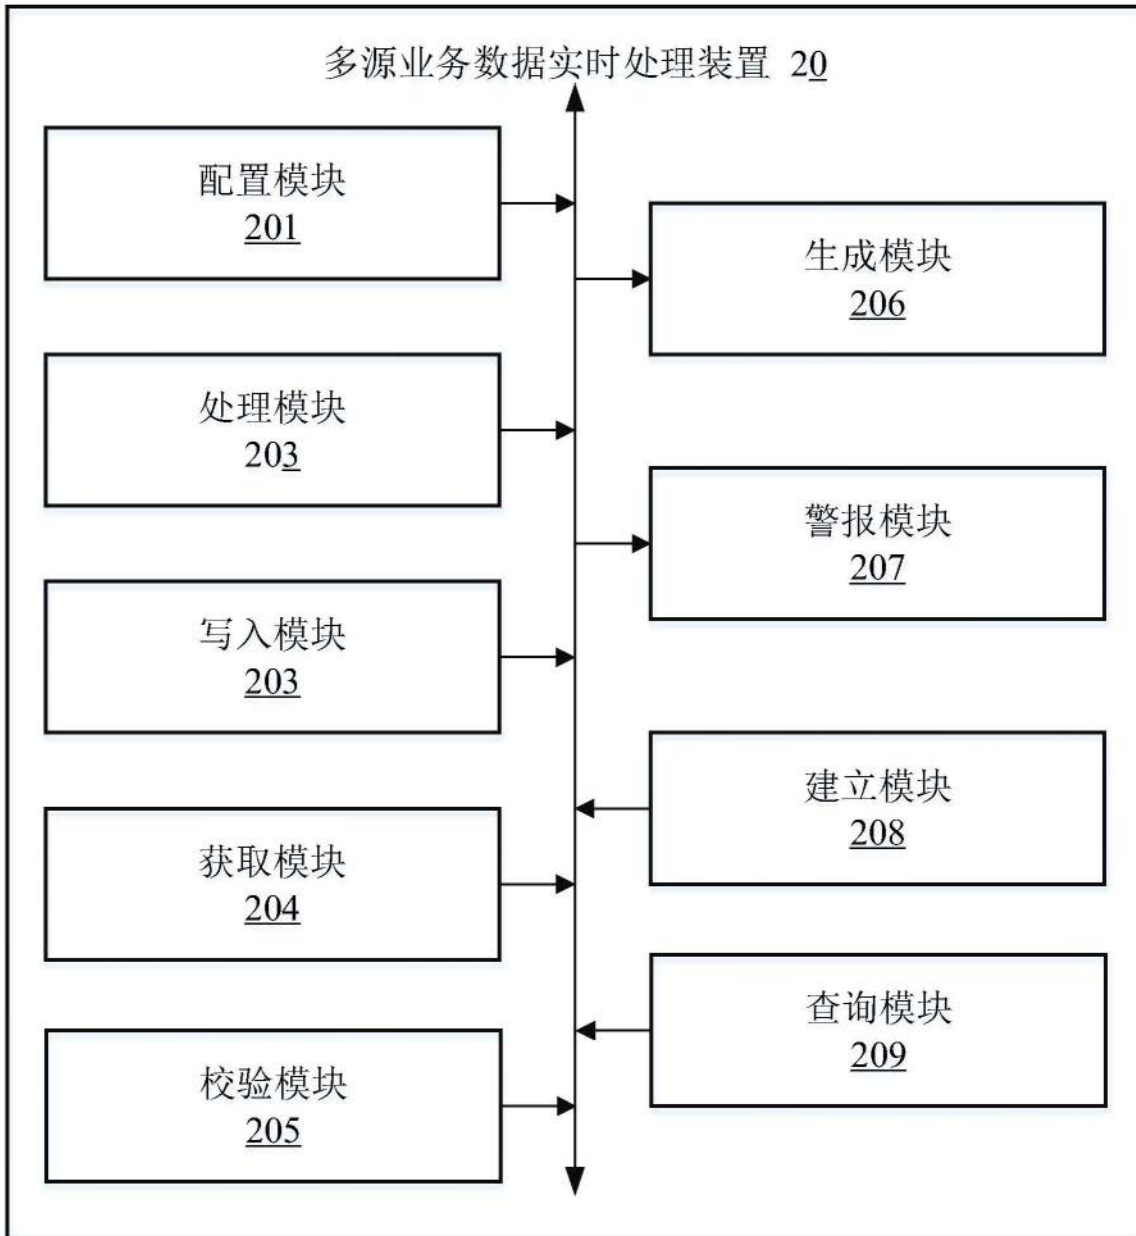 多源业务数据实时处理装置 20
配置模块
201
处理模块
203
写入模块
203
获取模块
204
校验模块
205
生成模块
206
警报模块
207
建立模块
208
查询模块
209